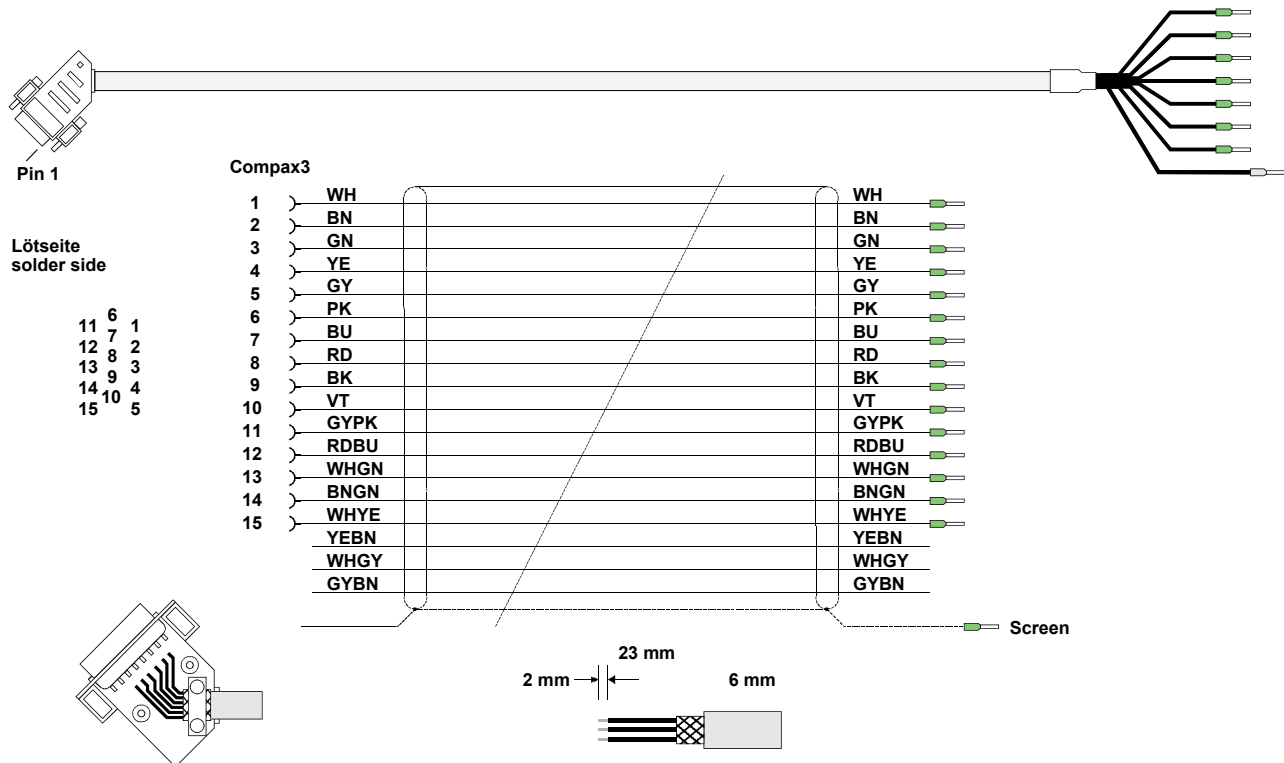 Pin 1
Compax3
Lötseite
solder side
1 WH WH
2 BN BN
3 GN GN
4 YE YE
5 GY GY
6 PK PK
7 BU BU
8 RD RD
9 BK BK
10 VT VT
11 GYPK GYPK
12 RDBU RDBU
13 WHGN WHGN
14 BNGN BNGN
15 WHYE WHYE
YEBN YEBN
WHGY WHGY
GYBN GYBN
6
11 1
7
12 2
8
13 3
9
14 4
10
15 5
Screen
23 mm
2 mm 6 mm